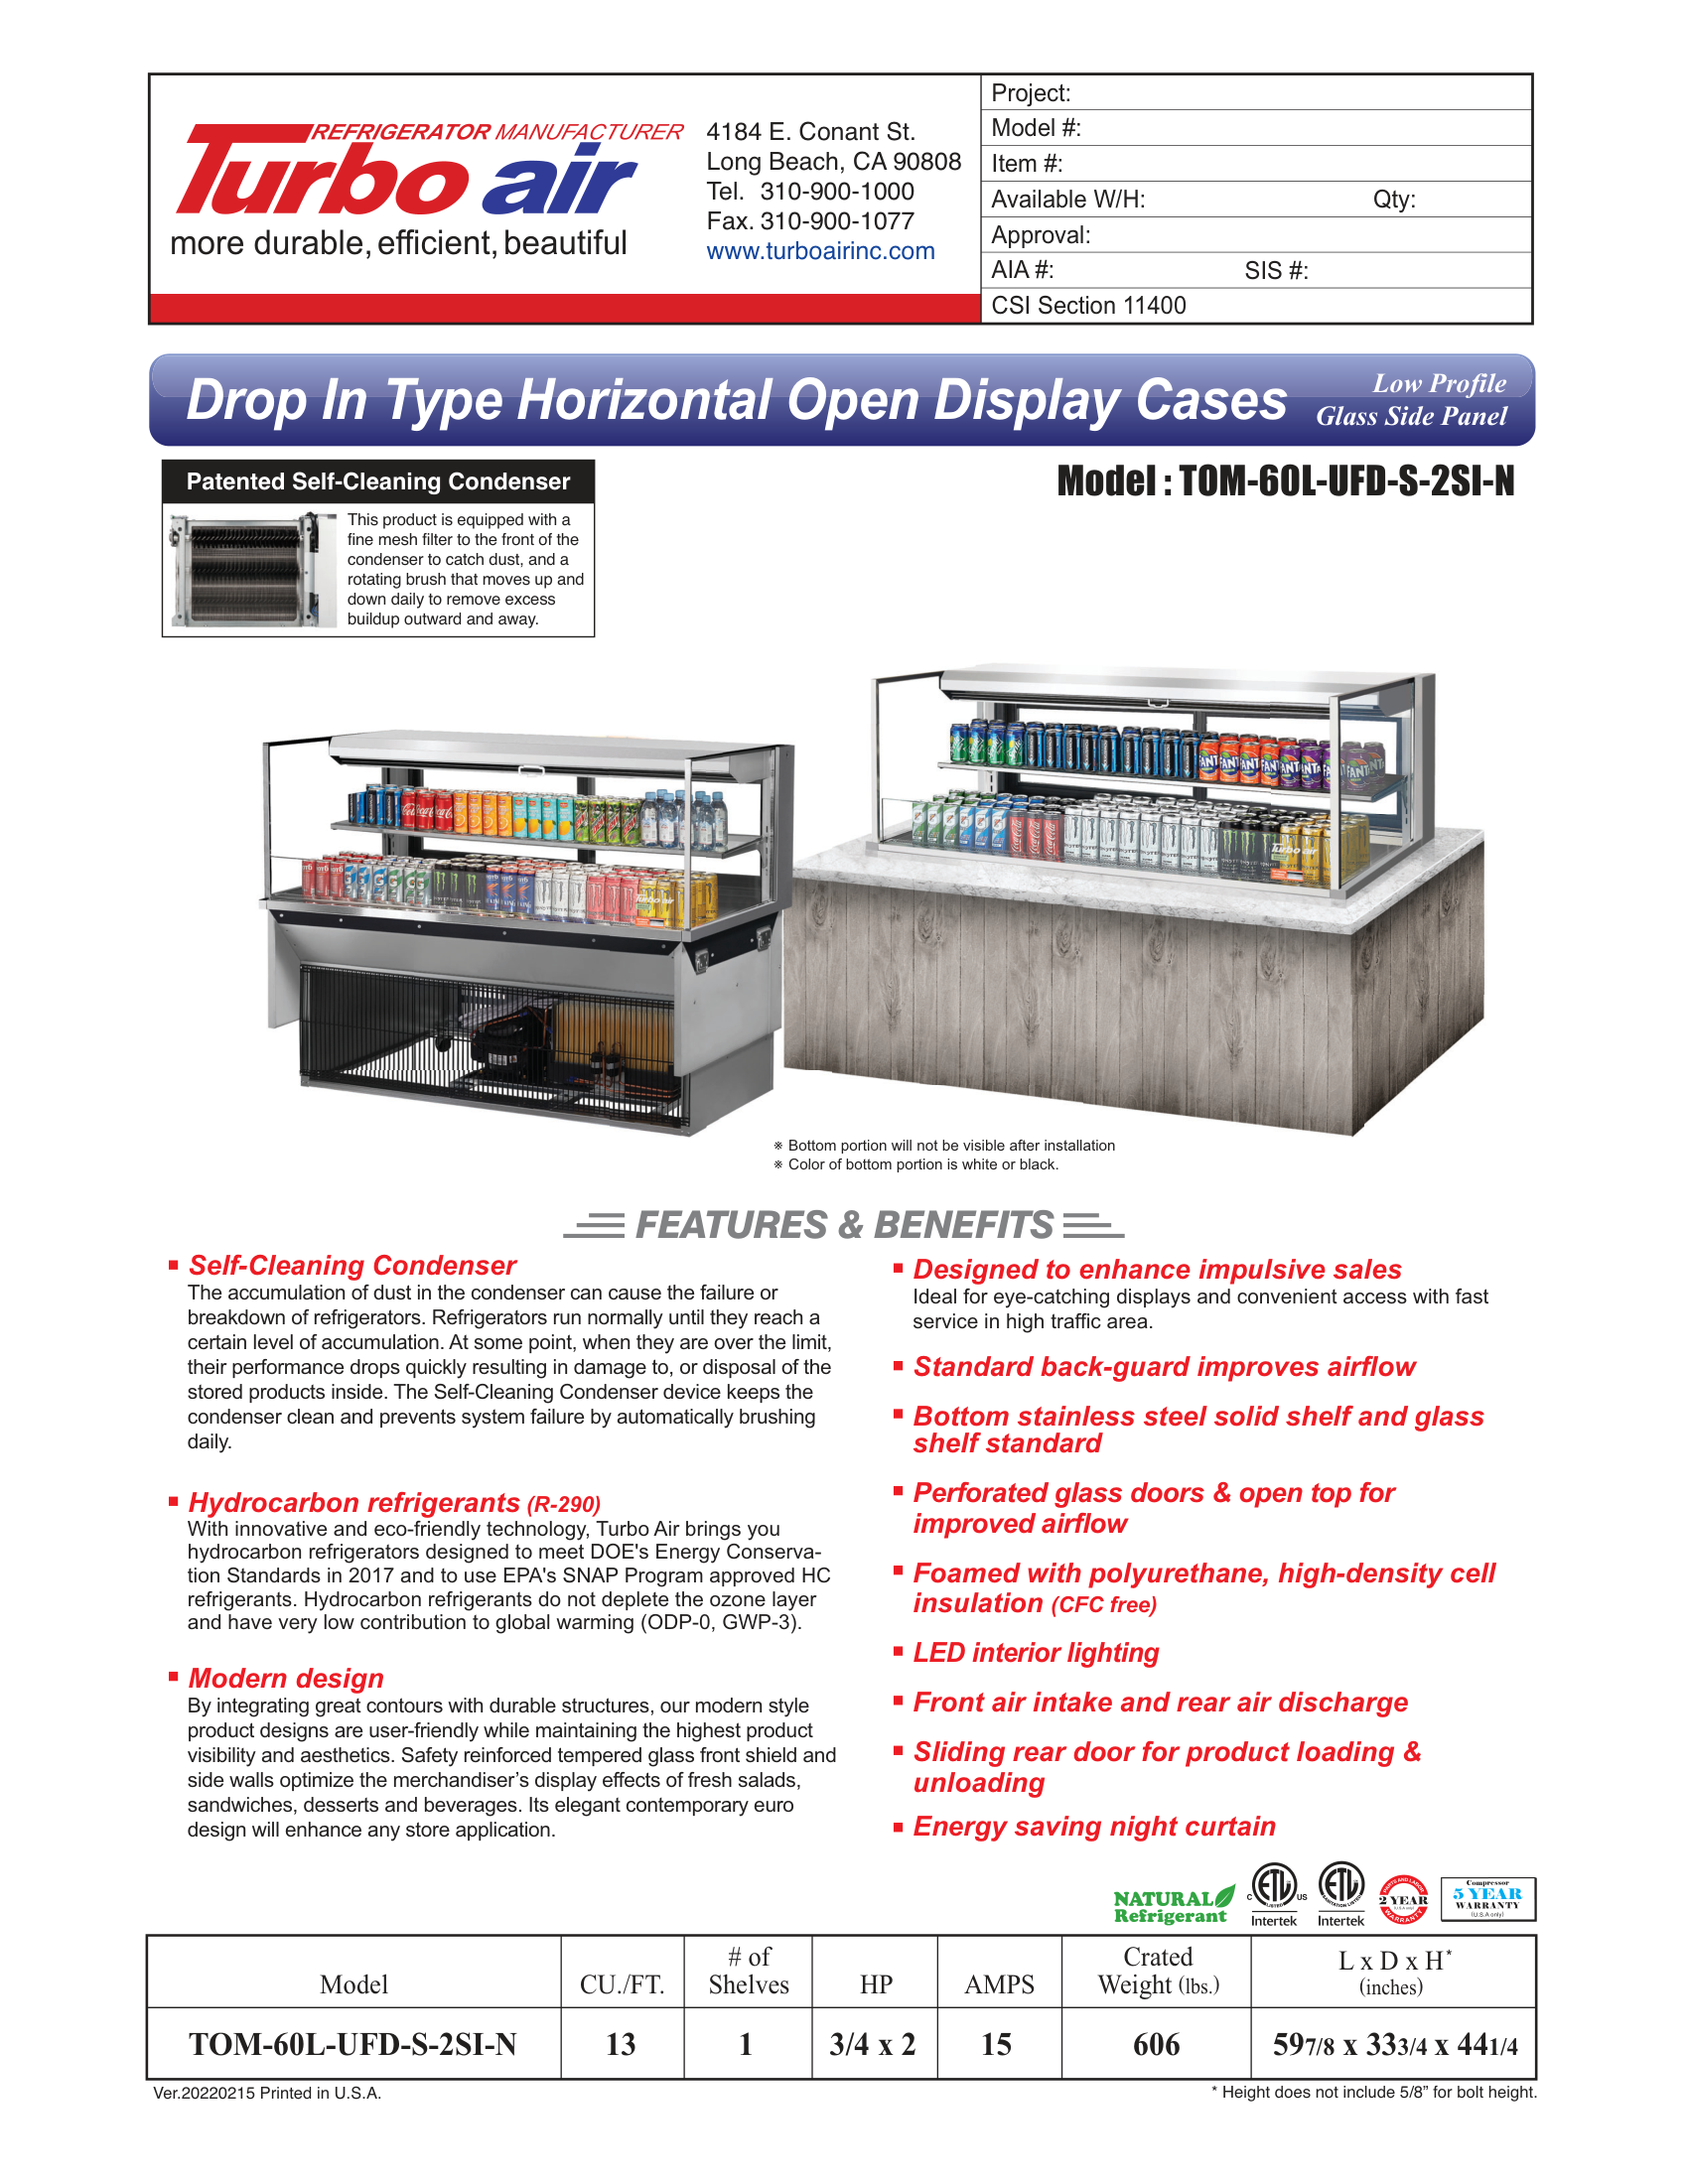 REFRIGERATOR MANUFACTURER
Turbo air
more durable, efficient, beautiful
4184 E. Conant St.
Long Beach, CA 90808
Tel. 310-900-1000
Fax. 310-900-1077
www.turboairinc.com
Project:
Model #:
Item #:
Available W/H: Qty:
Approval:
AIA #: SIS #:
CSI Section 11400
Drop In Type Horizontal Open Display Cases
Low Profile
Glass Side Panel
Patented Self-Cleaning Condenser
This product is equipped with a
fine mesh filter to the front of the
condenser to catch dust, and a
rotating brush that moves up and
down daily to remove excess
buildup outward and away.
Model : TOM-60L-UFD-S-2SI-N
※ Bottom portion will not be visible after installation
※ Color of bottom portion is white or black.
FEATURES & BENEFITS
▪ Self-Cleaning Condenser
The accumulation of dust in the condenser can cause the failure or
breakdown of refrigerators. Refrigerators run normally until they reach a
certain level of accumulation. At some point, when they are over the limit,
their performance drops quickly resulting in damage to, or disposal of the
stored products inside. The Self-Cleaning Condenser device keeps the
condenser clean and prevents system failure by automatically brushing
daily.
▪ Hydrocarbon refrigerants (R-290)
With innovative and eco-friendly technology, Turbo Air brings you
hydrocarbon refrigerators designed to meet DOE's Energy Conserva-
tion Standards in 2017 and to use EPA's SNAP Program approved HC
refrigerants. Hydrocarbon refrigerants do not deplete the ozone layer
and have very low contribution to global warming (ODP-0, GWP-3).
▪ Modern design
By integrating great contours with durable structures, our modern style
product designs are user-friendly while maintaining the highest product
visibility and aesthetics. Safety reinforced tempered glass front shield and
side walls optimize the merchandiser’s display effects of fresh salads,
sandwiches, desserts and beverages. Its elegant contemporary euro
design will enhance any store application.
▪ Designed to enhance impulsive sales
Ideal for eye-catching displays and convenient access with fast
service in high traffic area.
▪ Standard back-guard improves airflow
▪ Bottom stainless steel solid shelf and glass
shelf standard
▪ Perforated glass doors & open top for
improved airflow
▪ Foamed with polyurethane, high-density cell
insulation (CFC free)
▪ LED interior lighting
▪ Front air intake and rear air discharge
▪ Sliding rear door for product loading &
unloading
▪ Energy saving night curtain
NATURAL
Refrigerant
C ETL US
LISTED
Intertek
ETL
SANITATION LISTED
Intertek
PARTS AND LABOR
2 YEAR
(U.S.A only)
WARRANTY
Compressor
5 YEAR
WARRANTY
(U.S.A only)
Model CU./FT. # of Shelves HP AMPS Crated Weight (lbs.) L x D x H* (inches)
TOM-60L-UFD-S-2SI-N 13 1 3/4 x 2 15 606 597/8 x 333/4 x 441/4
Ver.20220215 Printed in U.S.A.
* Height does not include 5/8” for bolt height.